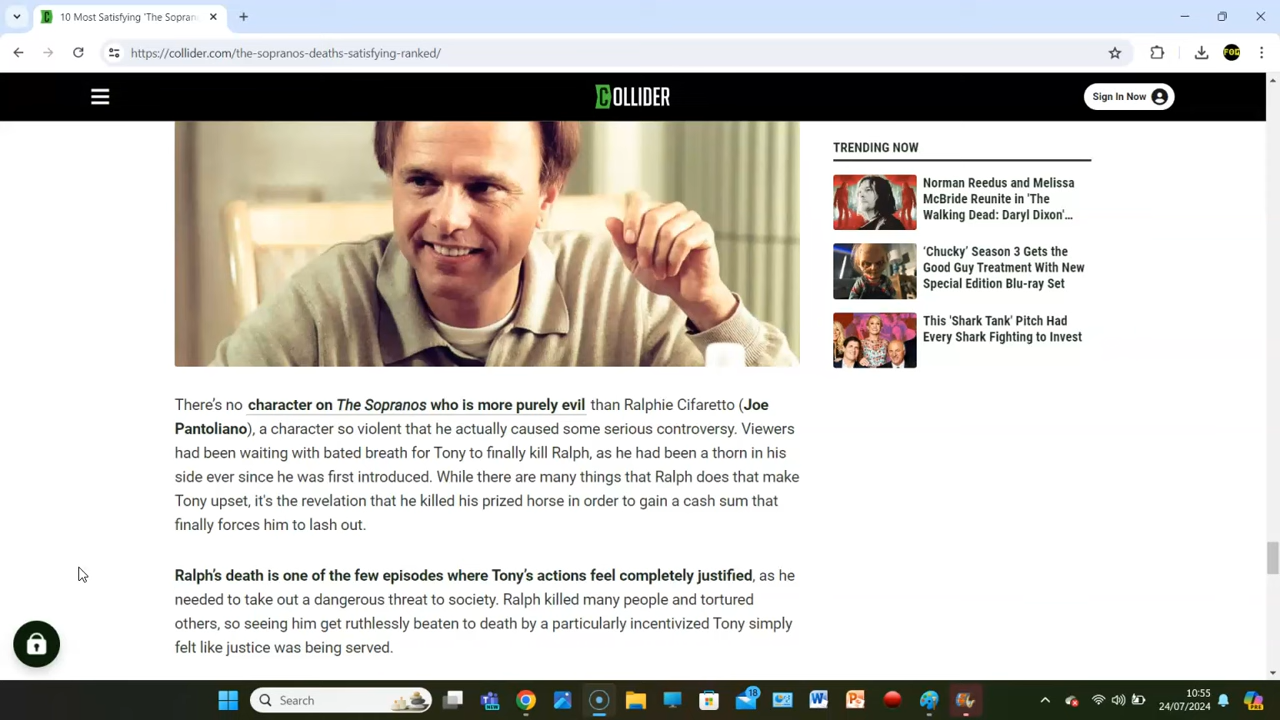 10 Most Satisfying 'The Sopran
https://collider.com/the-sopranos-deaths-satisfying-ranked/
COLLIDER
Sign In Now
TRENDING NOW
Norman Reedus and Melissa
McBride Reunite in 'The
Walking Dead: Daryl Dixon'...
‘Chucky’ Season 3 Gets the
Good Guy Treatment With New
Special Edition Blu-ray Set
This 'Shark Tank' Pitch Had
Every Shark Fighting to Invest
There’s no character on The Sopranos who is more purely evil than Ralphie Cifaretto (Joe
Pantoliano), a character so violent that he actually caused some serious controversy. Viewers
had been waiting with bated breath for Tony to finally kill Ralph, as he had been a thorn in his
side ever since he was first introduced. While there are many things that Ralph does that make
Tony upset, it's the revelation that he killed his prized horse in order to gain a cash sum that
finally forces him to lash out.
Ralph’s death is one of the few episodes where Tony’s actions feel completely justified, as he
needed to take out a dangerous threat to society. Ralph killed many people and tortured
others, so seeing him get ruthlessly beaten to death by a particularly incentivized Tony simply
felt like justice was being served.
Search
18
10:55
24/07/2024